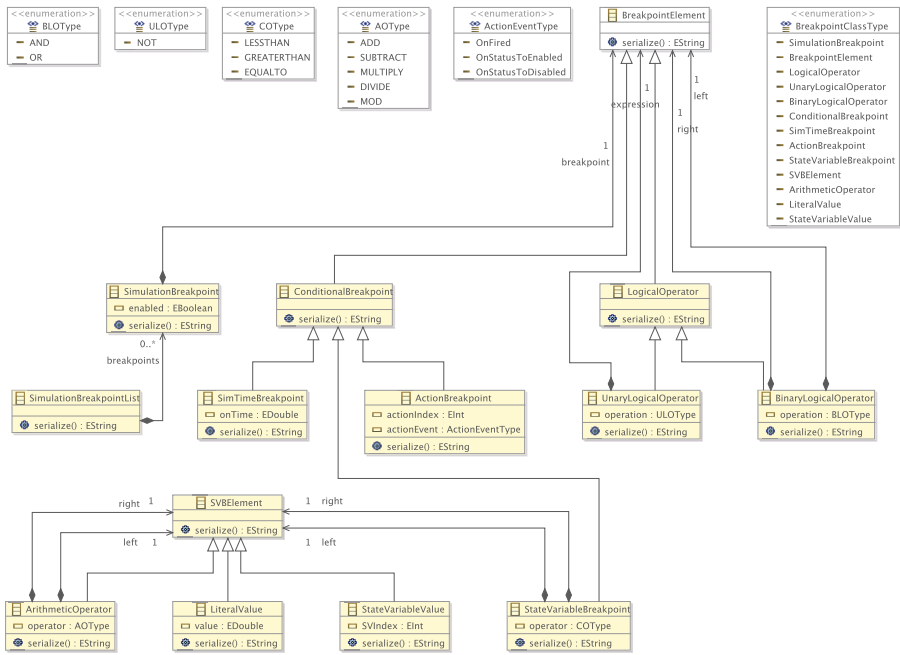 <<enumeration>>
BLOType
AND
OR
<<enumeration>>
ULOType
NOT
<<enumeration>>
COType
LESSTHAN
GREATERTHAN
EQUALTO
<<enumeration>>
AOType
ADD
SUBTRACT
MULTIPLY
DIVIDE
MOD
<<enumeration>>
ActionEventType
OnFired
OnStatusToEnabled
OnStatusToDisabled
BreakpointElement
serialize() : EString
<<enumeration>>
BreakpointClassType
SimulationBreakpoint
BreakpointElement
LogicalOperator
UnaryLogicalOperator
BinaryLogicalOperator
ConditionalBreakpoint
SimTimeBreakpoint
ActionBreakpoint
StateVariableBreakpoint
SVBElement
ArithmeticOperator
LiteralValue
StateVariableValue
1
left
1
expression
1
right
1
breakpoint
SimulationBreakpoint
enabled : EBoolean
serialize() : EString
ConditionalBreakpoint
serialize() : EString
LogicalOperator
serialize() : EString
0..*
breakpoints
SimulationBreakpointList
serialize() : EString
SimTimeBreakpoint
onTime : EDouble
serialize() : EString
ActionBreakpoint
actionIndex : EInt
actionEvent : ActionEventType
serialize() : EString
UnaryLogicalOperator
operation : ULOType
serialize() : EString
BinaryLogicalOperator
operation : BLOType
serialize() : EString
SVBElement
serialize() : EString
right 1
1 right
left 1
1 left
ArithmeticOperator
operator : AOType
serialize() : EString
LiteralValue
value : EDouble
serialize() : EString
StateVariableValue
SVIndex : EInt
serialize() : EString
StateVariableBreakpoint
operator : COType
serialize() : EString